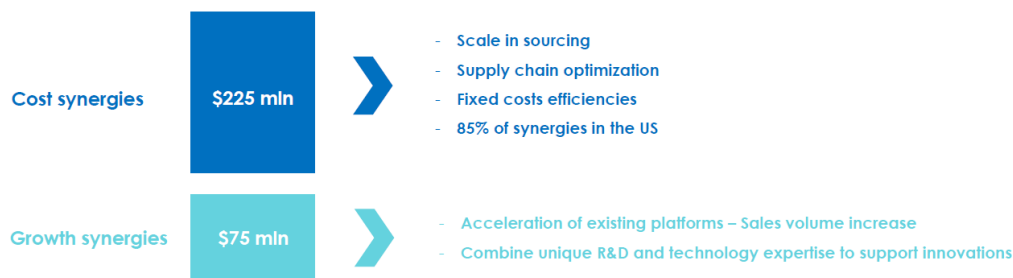 Cost synergies
$225 mln
- Scale in sourcing
- Supply chain optimization
- Fixed costs efficiencies
- 85% of synergies in the US
Growth synergies
$75 mln
- Acceleration of existing platforms – Sales volume increase
- Combine unique R&D and technology expertise to support innovations